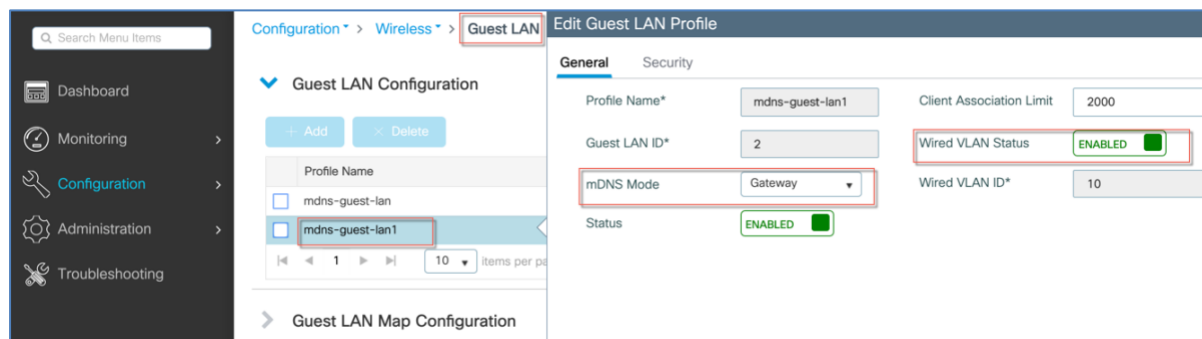 Search Menu Items
Dashboard
Monitoring
Configuration
Administration
Troubleshooting
Configuration > Wireless > Guest LAN
Guest LAN Configuration
+ Add
× Delete
Profile Name
mdns-guest-lan
mdns-guest-lan1
1
10
items per pa
Guest LAN Map Configuration
Edit Guest LAN Profile
General
Security
Profile Name*
mdns-guest-lan1
Guest LAN ID*
2
mDNS Mode
Gateway
Status
ENABLED
Client Association Limit
2000
Wired VLAN Status
ENABLED
Wired VLAN ID*
10